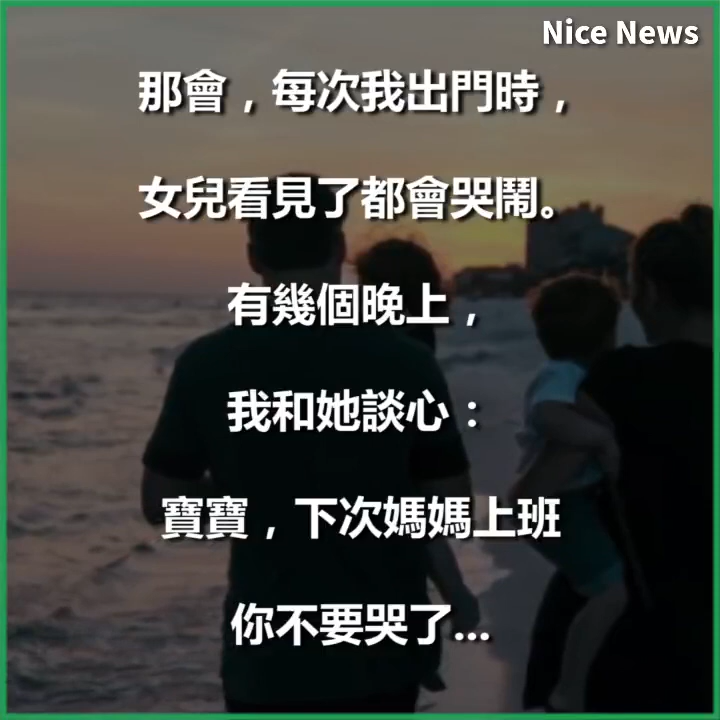 Nice News
那會，每次我出門時，
女兒看見了都會哭鬧。
有幾個晚上，
我和她談心：
寶寶，下次媽媽上班
你不要哭了...